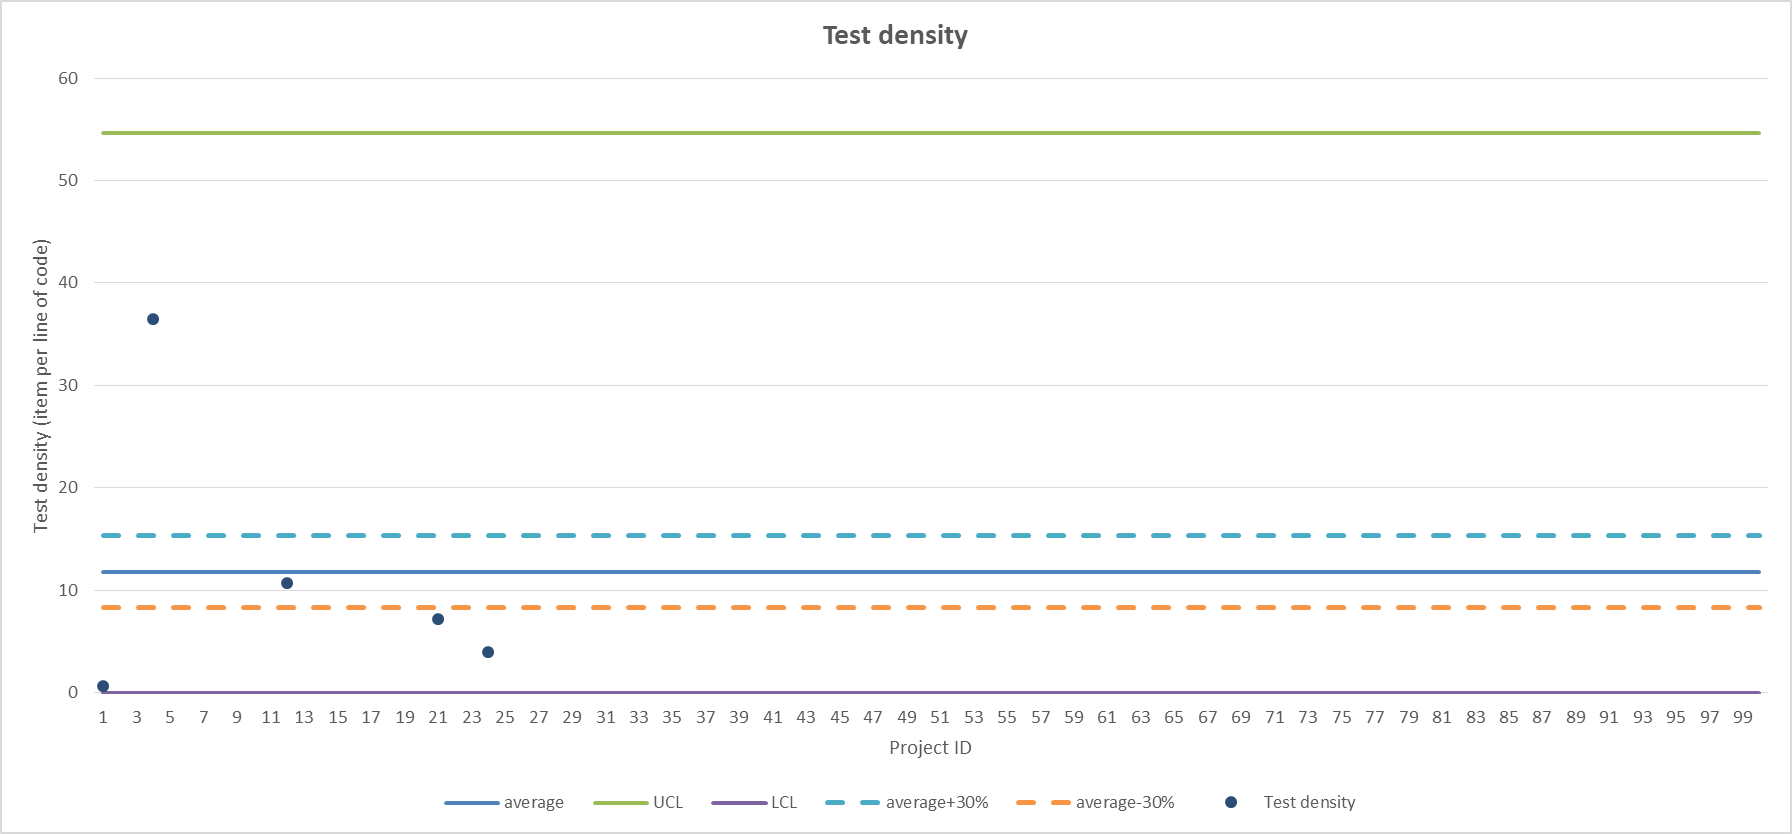 Test density
60
50
40
30
20
10
0
Test density (item per line of code)
1 3 5 7 9 11 13 15 17 19 21 23 25 27 29 31 33 35 37 39 41 43 45 47 49 51 53 55 57 59 61 63 65 67 69 71 73 75 77 79 81 83 85 87 89 91 93 95 97 99
Project ID
average UCL LCL average+30% average-30% Test density